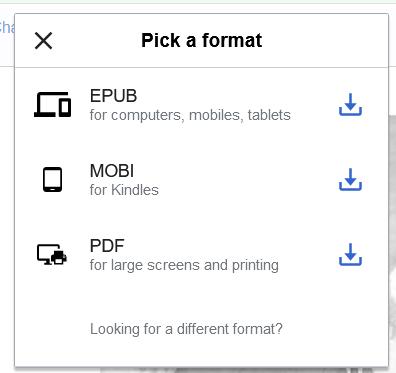 Pick a format
EPUB
for computers, mobiles, tablets
MOBI
for Kindles
PDF
for large screens and printing
Looking for a different format?